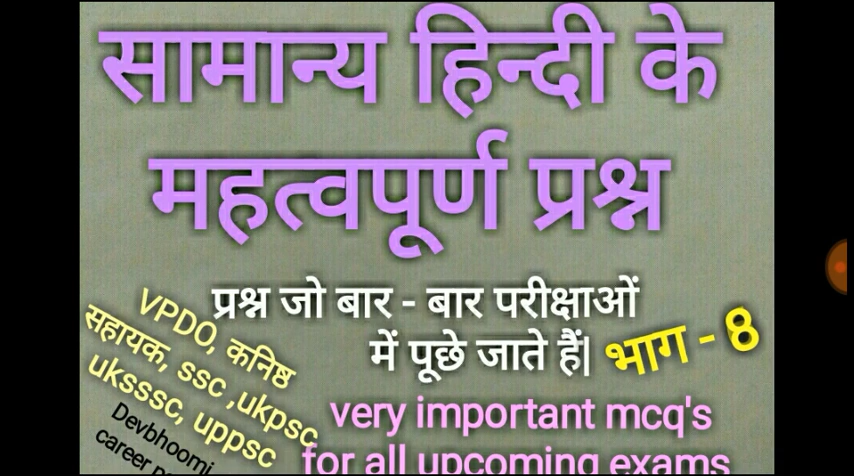 सामान्य हिन्दी के
महत्वपूर्ण प्रश्न
प्रश्न जो बार - बार परीक्षाओं
में पूछे जाते हैं|
भाग - 8
VPDO, कनिष्ठ
सहायक, ssc ,ukpsc
uksssc, uppsc
Devbhoomi
career
very important mcq's
for all upcoming exams